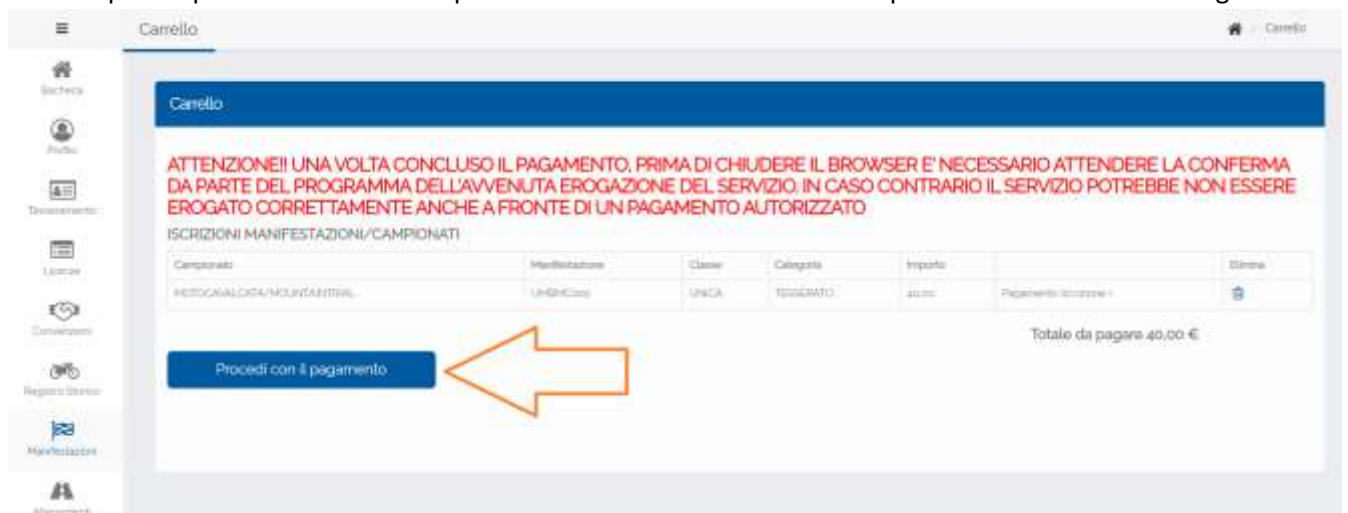 Carrello
Carrello
Bacheca
Profilo
Tesseramento
Licenze
Convenzioni
Registro Storico
Manifestazioni
Carrello
ATTENZIONE!! UNA VOLTA CONCLUSO IL PAGAMENTO, PRIMA DI CHIUDERE IL BROWSER E' NECESSARIO ATTENDERE LA CONFERMA
DA PARTE DEL PROGRAMMA DELL'AVVENUTA EROGAZIONE DEL SERVIZIO. IN CASO CONTRARIO IL SERVIZIO POTREBBE NON ESSERE
EROGATO CORRETTAMENTE ANCHE A FRONTE DI UN PAGAMENTO AUTORIZZATO
ISCRIZIONI MANIFESTAZIONI/CAMPIONATI
Campionato Manifestazione Classe Categoria Importo Elimina
MOTOCAVALCATA/MOUNTAINTRIAL UNICA TESSERATO 40,00 Pagamento iscrizione
Totale da pagare 40,00 €
Procedi con il pagamento